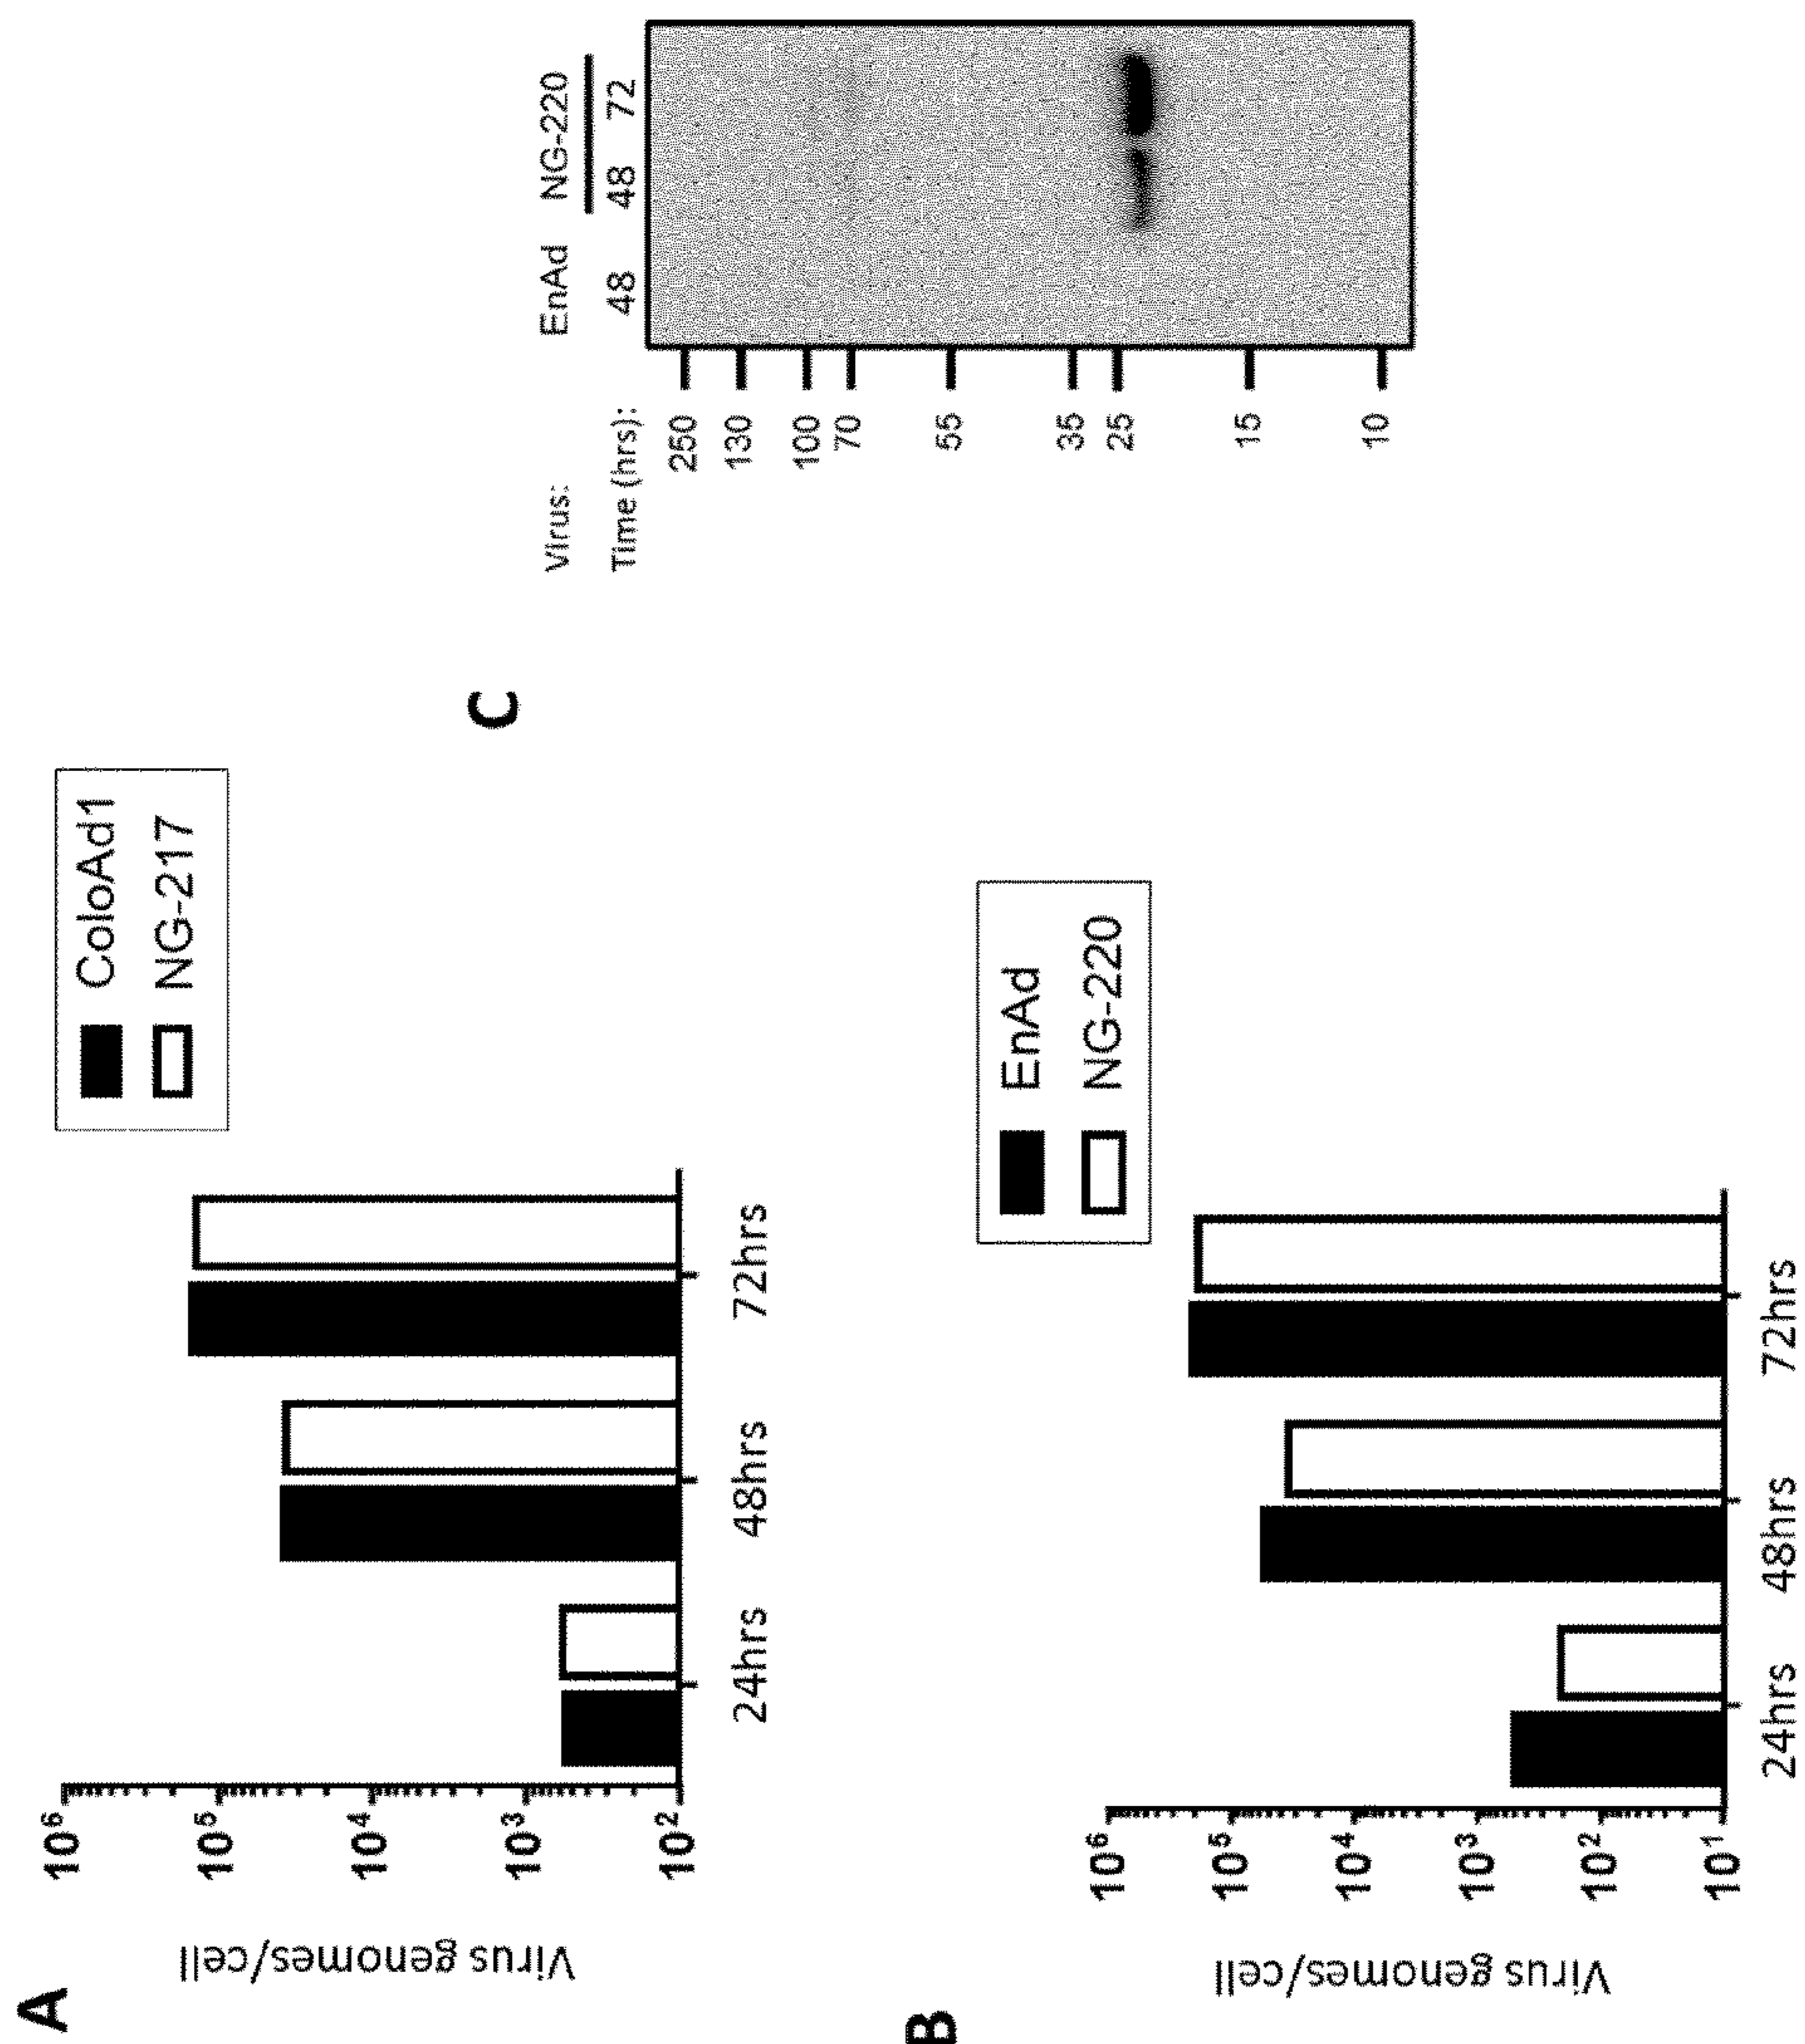 A
Virus genomes/cell
10⁶
10⁵
10⁴
10³
10²
24hrs
48hrs
72hrs
ColoAd1
NG-217
B
Virus genomes/cell
10⁶
10⁵
10⁴
10³
10²
10¹
24hrs
48hrs
72hrs
EnAd
NG-220
C
Virus: EnAd NG-220
Time (hrs): 48 48 72
250
130
100
70
55
35
25
15
10